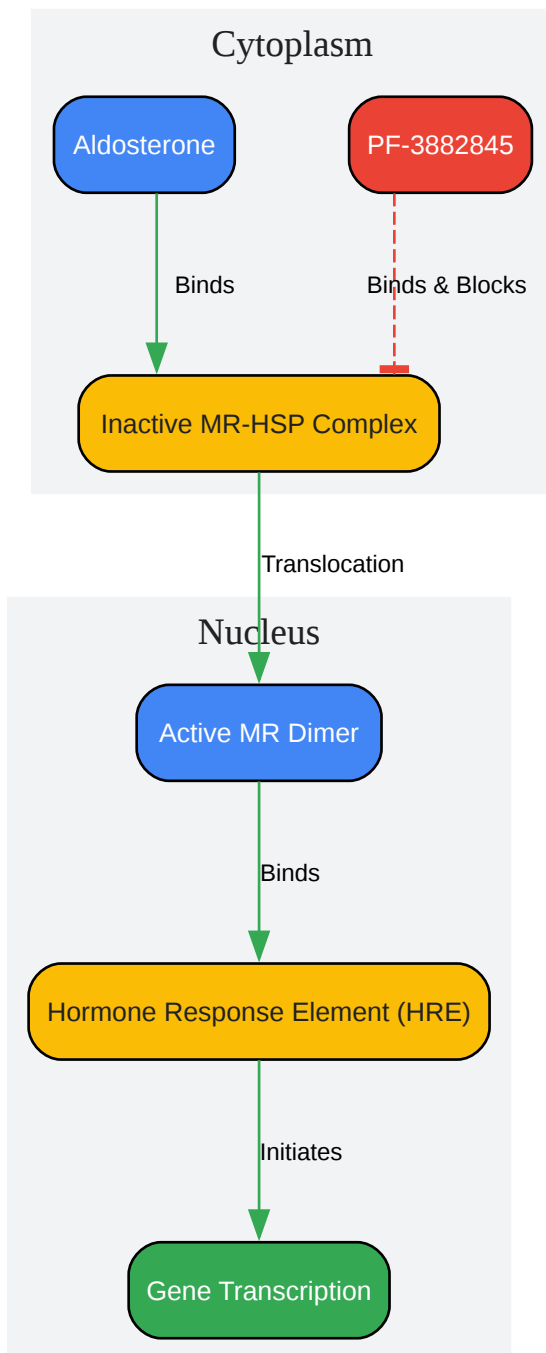 Cytoplasm
Aldosterone
PF-3882845
Binds
Binds & Blocks
Inactive MR-HSP Complex
Translocation
Nucleus
Active MR Dimer
Binds
Hormone Response Element (HRE)
Initiates
Gene Transcription